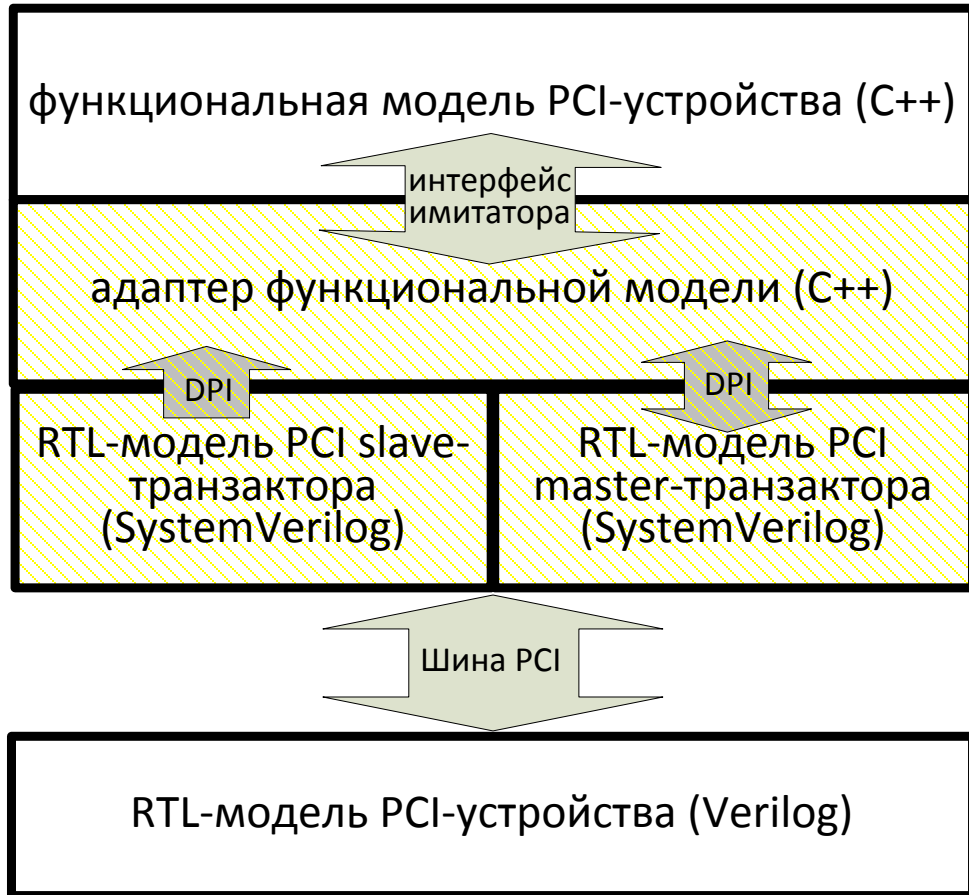 функциональная модель PCI-устройства (C++)
интерфейс
имитатора
адаптер функциональной модели (C++)
DPI
DPI
RTL-модель PCI slave-
транзактора
(SystemVerilog)
RTL-модель PCI
master-транзактора
(SystemVerilog)
Шина PCI
RTL-модель PCI-устройства (Verilog)